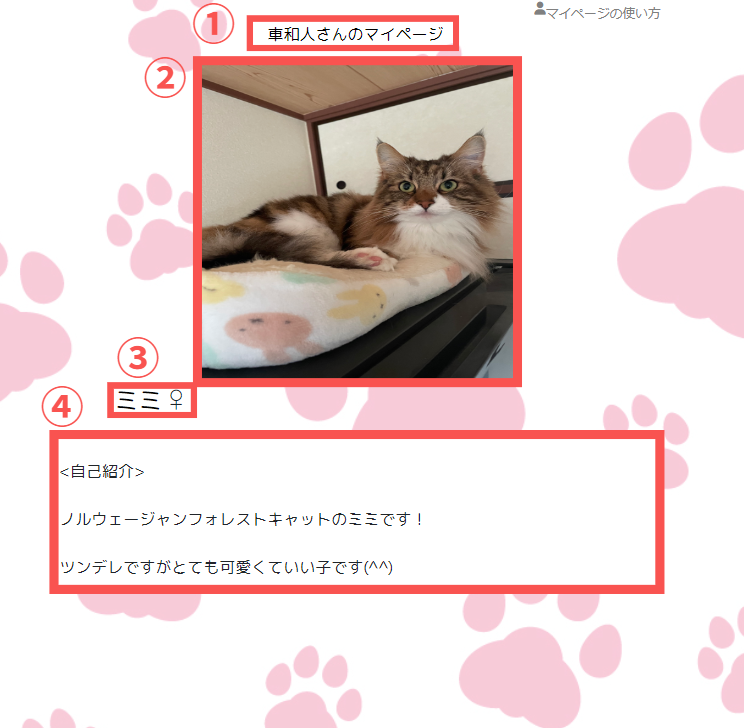 マイページの使い方
①
車和人さんのマイページ
②
③
ミミ ♀
④
<自己紹介>
ノルウェージャンフォレストキャットのミミです！
ツンデレですがとても可愛くていい子です(^^)